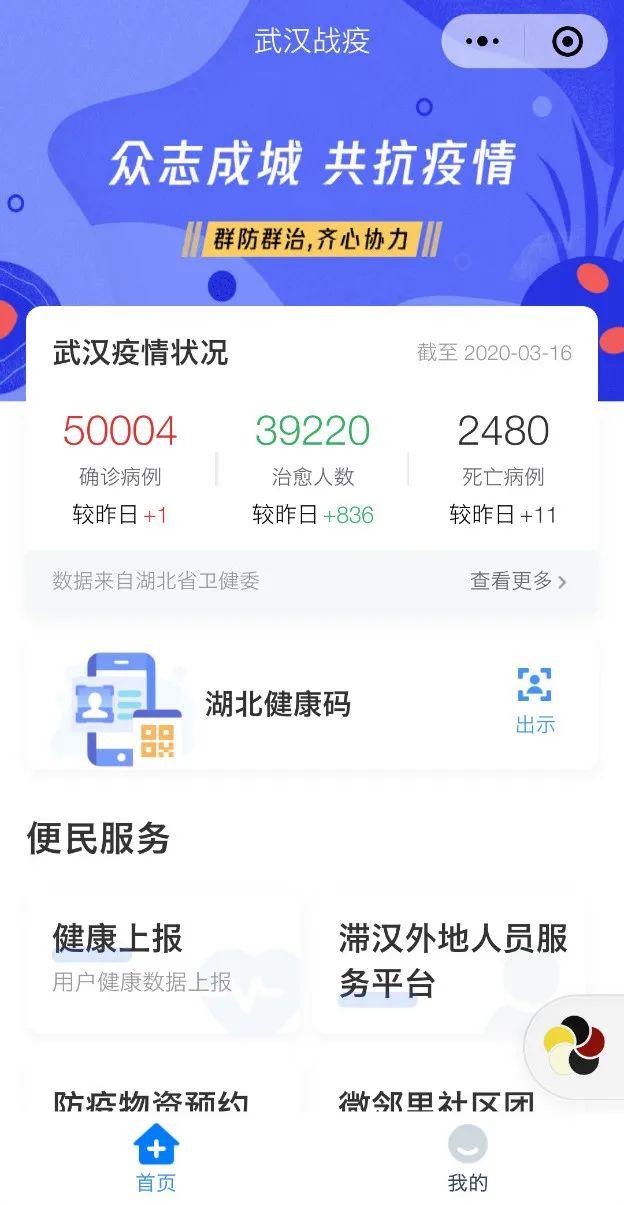 武汉战疫
众志成城 共抗疫情
群防群治,齐心协力
武汉疫情状况 截至 2020-03-16
50004 39220 2480
确诊病例 治愈人数 死亡病例
较昨日+1 较昨日+836 较昨日+11
数据来自湖北省卫健委 查看更多
湖北健康码
出示
便民服务
健康上报
用户健康数据上报
滞汉外地人员服
务平台
防疫物资预约 微邻里社区团
首页 我的